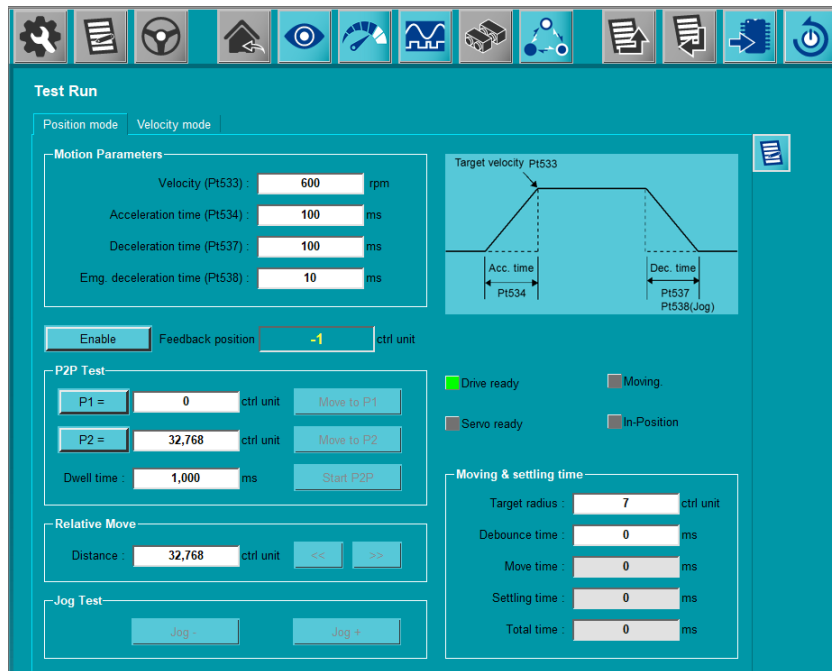 Test Run
Position mode Velocity mode
Motion Parameters
Velocity (Pt533) : 600 rpm
Acceleration time (Pt534) : 100 ms
Deceleration time (Pt537) : 100 ms
Emg. deceleration time (Pt538) : 10 ms
Target velocity Pt533
Acc. time
Pt534
Dec. time
Pt537
Pt538(Jog)
Enable Feedback position -1 ctrl unit
P2P Test
P1 = 0 ctrl unit Move to P1
P2 = 32,768 ctrl unit Move to P2
Dwell time : 1,000 ms Start P2P
Drive ready Moving.
Servo ready In-Position
Relative Move
Distance : 32,768 ctrl unit << >>
Jog Test
Jog - Jog +
Moving & settling time
Target radius : 7 ctrl unit
Debounce time : 0 ms
Move time : 0 ms
Settling time : 0 ms
Total time : 0 ms